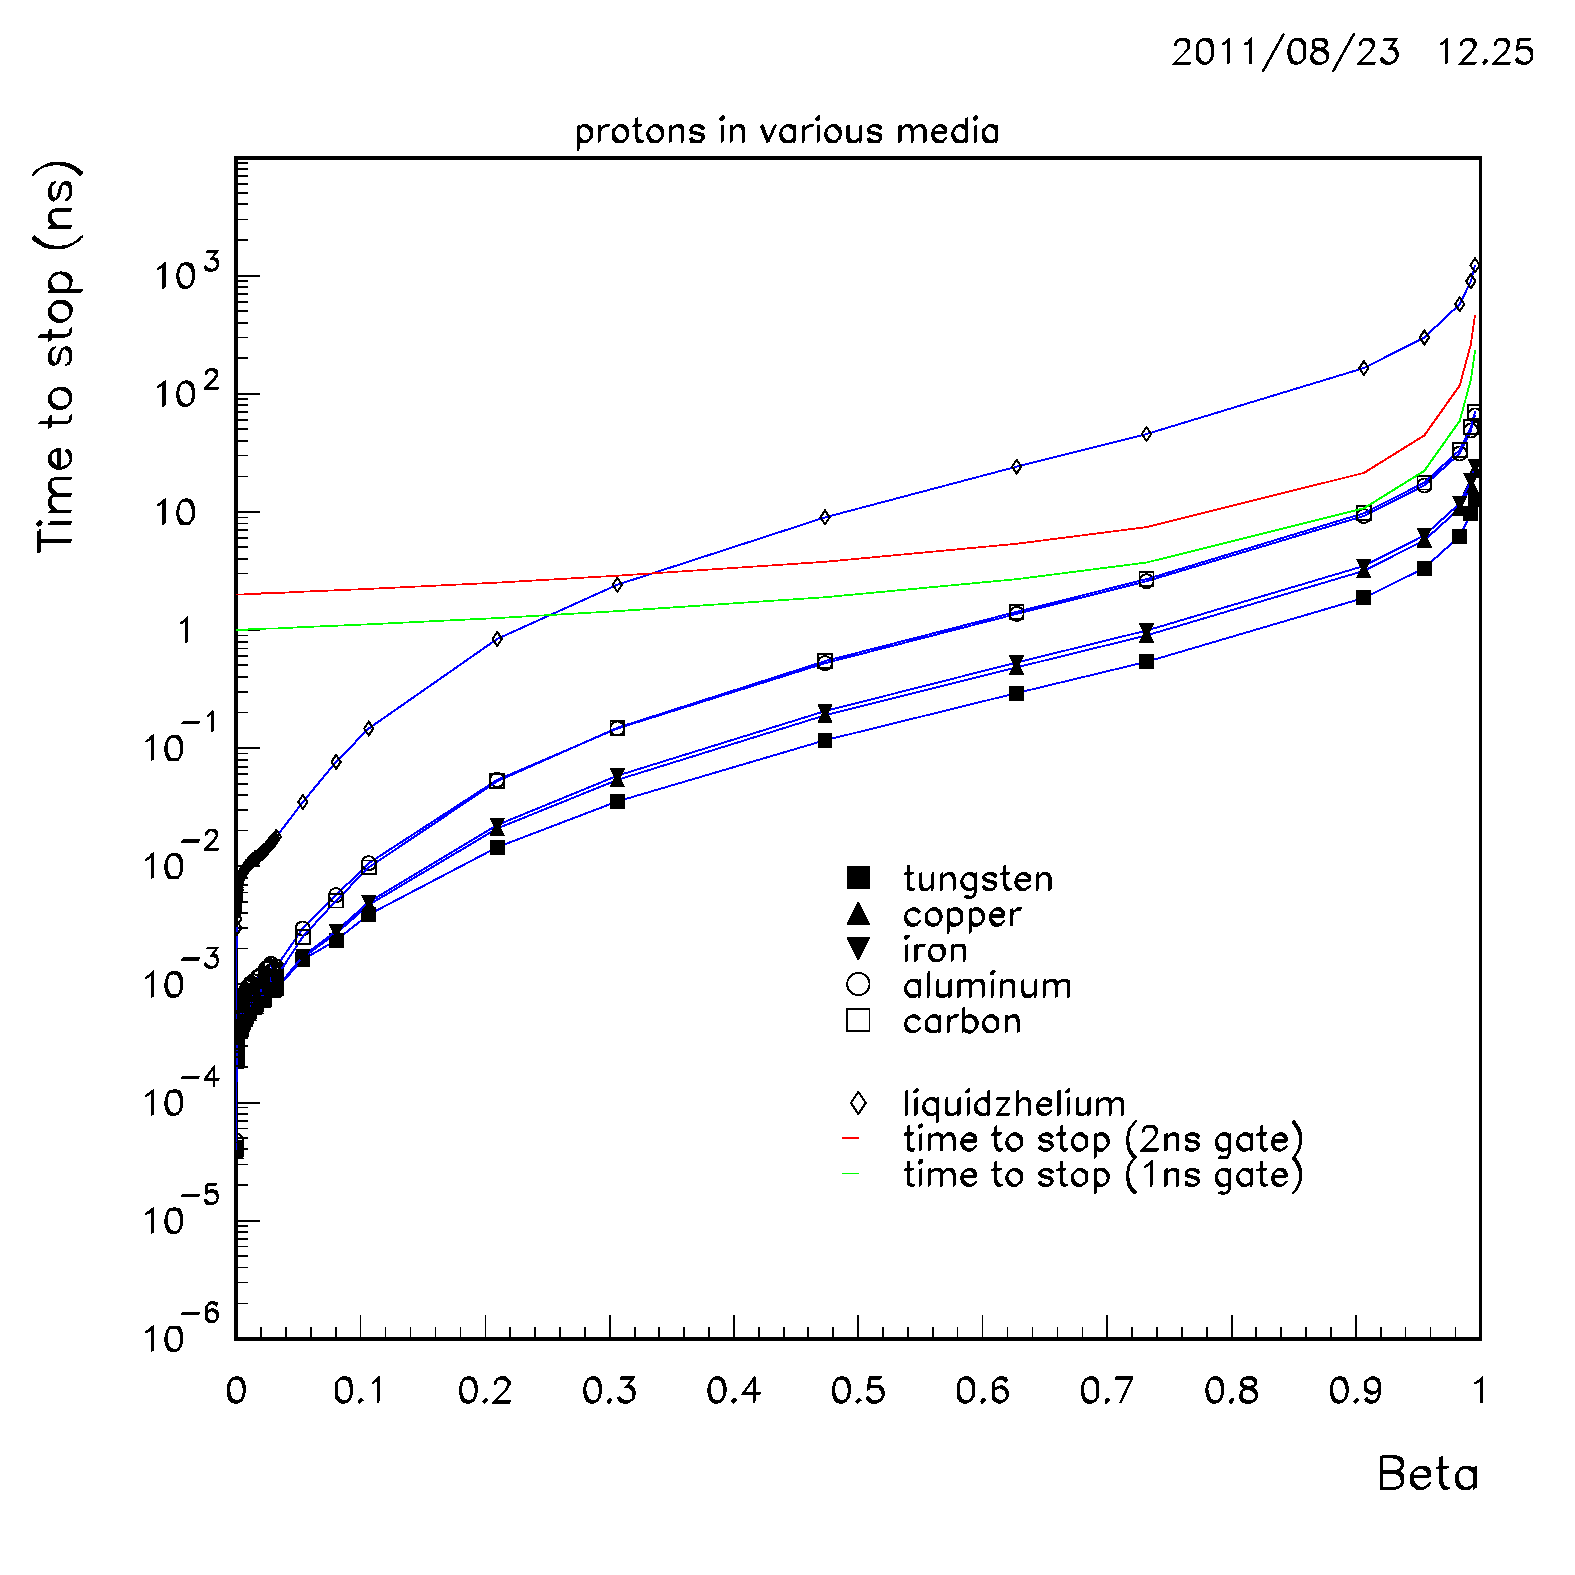 2011/08/23 12.25
protons in various media
Time to stop (ns)
10 3
10 2
10
1
10 -1
10 -2
10 -3
10 -4
10 -5
10 -6
tungsten
copper
iron
aluminum
carbon
liquidzhelium
time to stop (2ns gate)
time to stop (1ns gate)
0 0.1 0.2 0.3 0.4 0.5 0.6 0.7 0.8 0.9 1
Beta